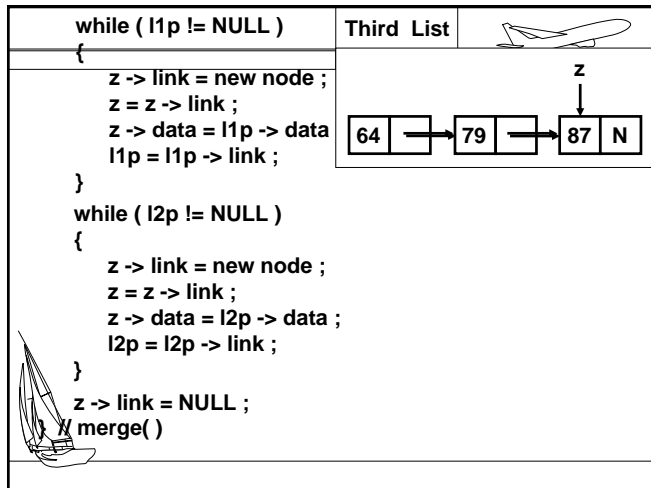 while ( l1p != NULL )
{
z -> link = new node ;
z = z -> link ;
z -> data = l1p -> data
l1p = l1p -> link ;
}
while ( l2p != NULL )
{
z -> link = new node ;
z = z -> link ;
z -> data = l2p -> data ;
l2p = l2p -> link ;
}
z -> link = NULL ;
} // merge( )
Third List
z
64 79 87 N